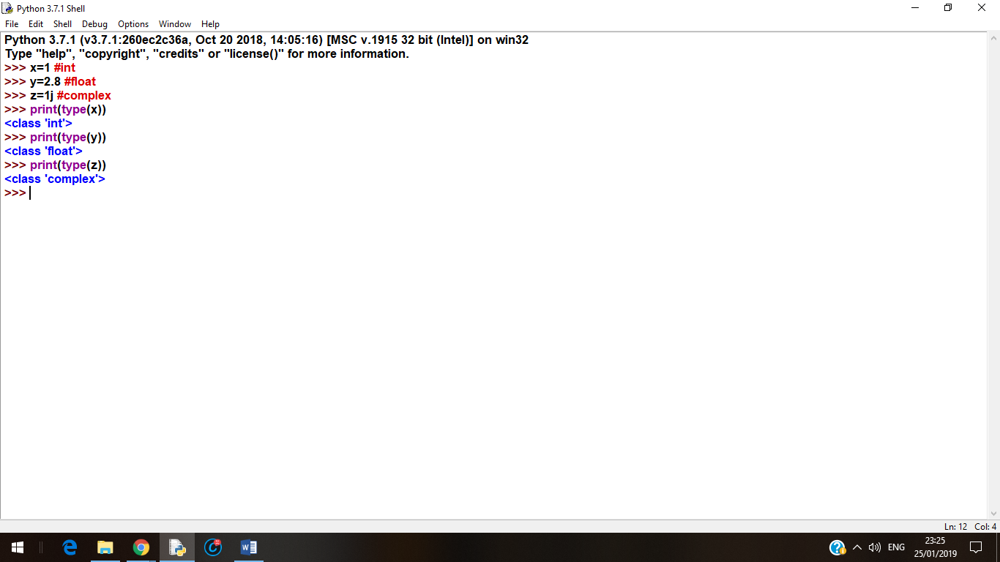 Python 3.7.1 Shell
File Edit Shell Debug Options Window Help
Python 3.7.1 (v3.7.1:260ec2c36a, Oct 20 2018, 14:05:16) [MSC v.1915 32 bit (Intel)] on win32
Type "help", "copyright", "credits" or "license()" for more information.
>>> x=1 #int
>>> y=2.8 #float
>>> z=1j #complex
>>> print(type(x))
<class 'int'>
>>> print(type(y))
<class 'float'>
>>> print(type(z))
<class 'complex'>
>>>
Ln: 12 Col: 4
ENG
23:25
25/01/2019